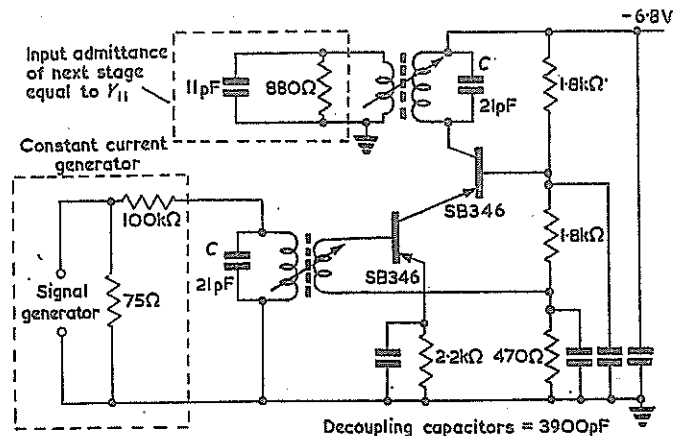 -6.8V
Input admittance
of next stage
equal to Y₁₁
11pF
880Ω
C
21pF
1.8kΩ
Constant current
generator
100kΩ
SB346
1.8kΩ
C
21pF
SB346
Signal
generator
75Ω
2.2kΩ
470Ω
Decoupling capacitors = 3900pF